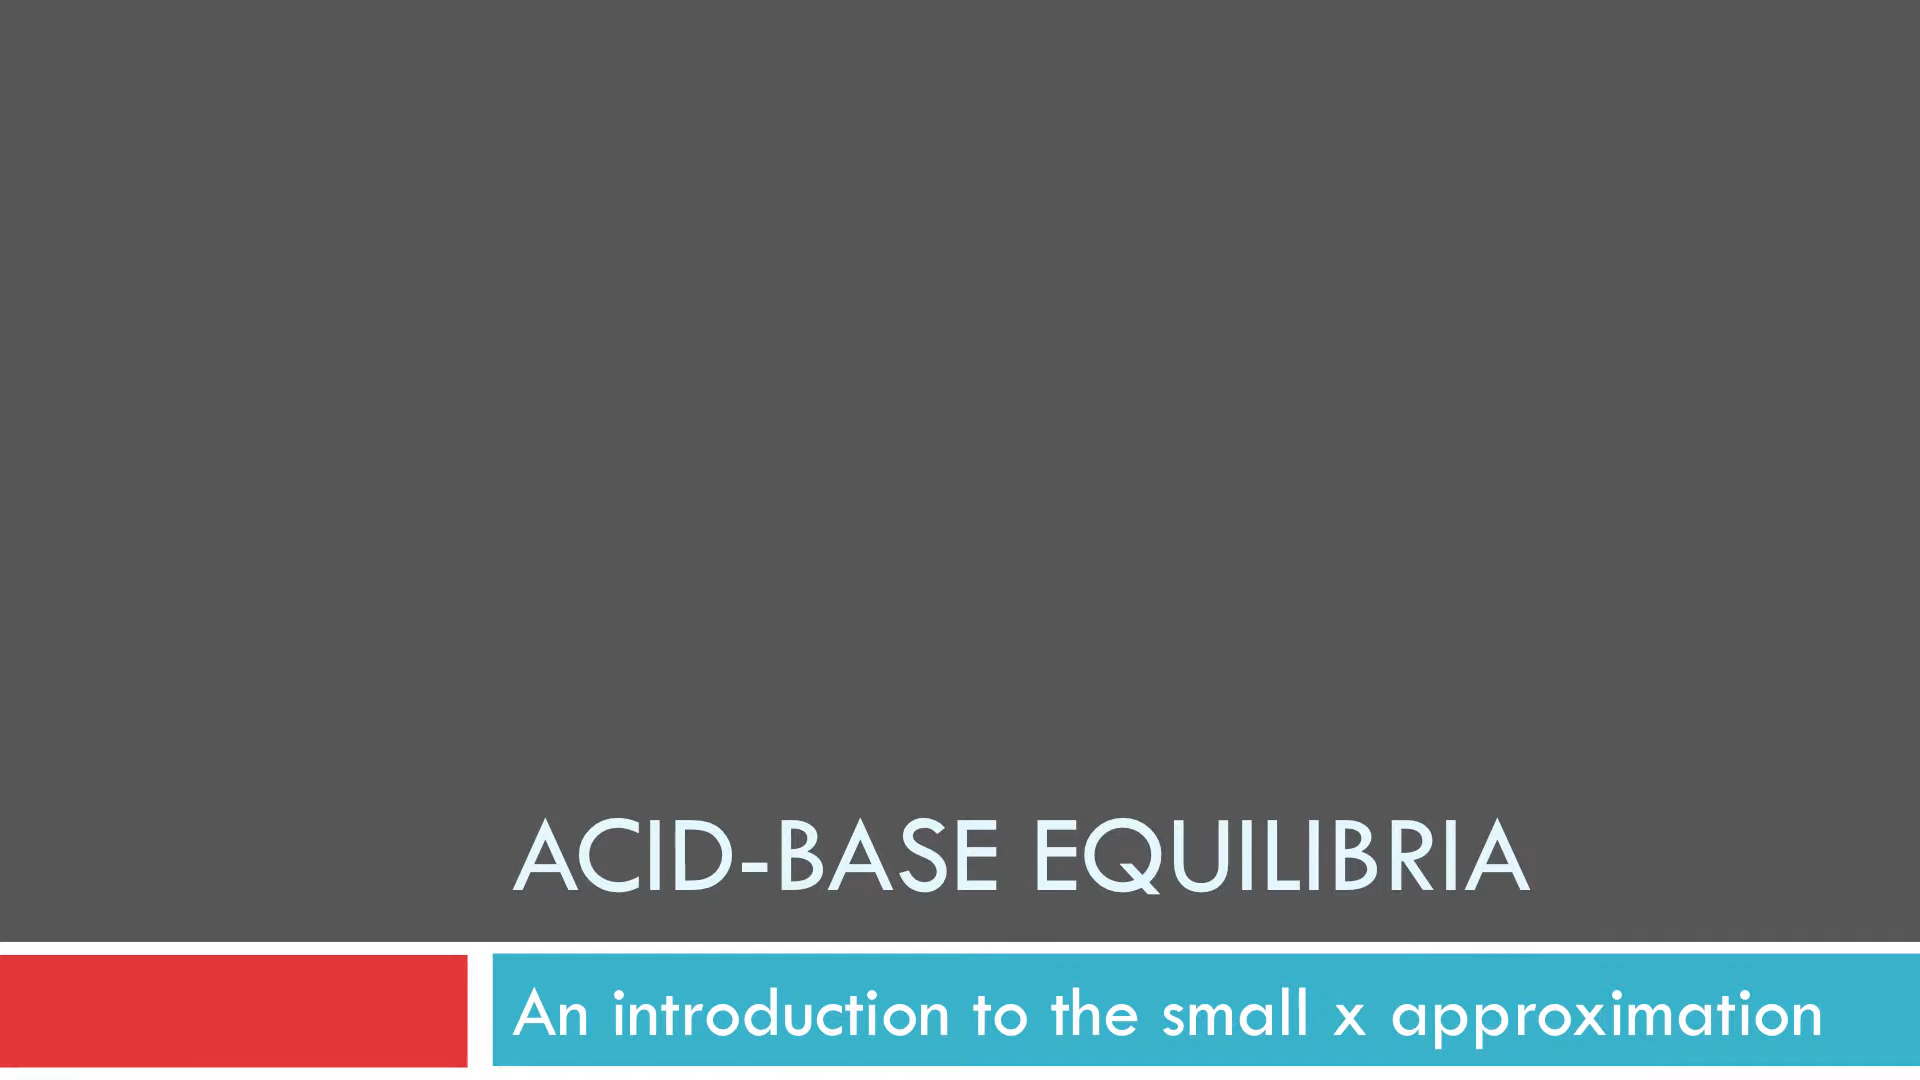 ACID-BASE EQUILIBRIA
An introduction to the small x approximation